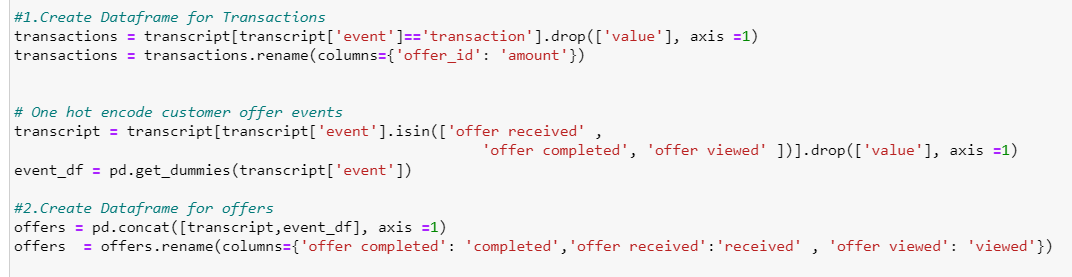 #1.Create Dataframe for Transactions
transactions = transcript[transcript['event']=='transaction'].drop(['value'], axis =1)
transactions = transactions.rename(columns={'offer_id': 'amount'})
# One hot encode customer offer events
transcript = transcript[transcript['event'].isin(['offer received' ,
'offer completed', 'offer viewed' ])].drop(['value'], axis =1)
event_df = pd.get_dummies(transcript['event'])
#2.Create Dataframe for offers
offers = pd.concat([transcript,event_df], axis =1)
offers  = offers.rename(columns={'offer completed': 'completed','offer received':'received' , 'offer viewed': 'viewed'})